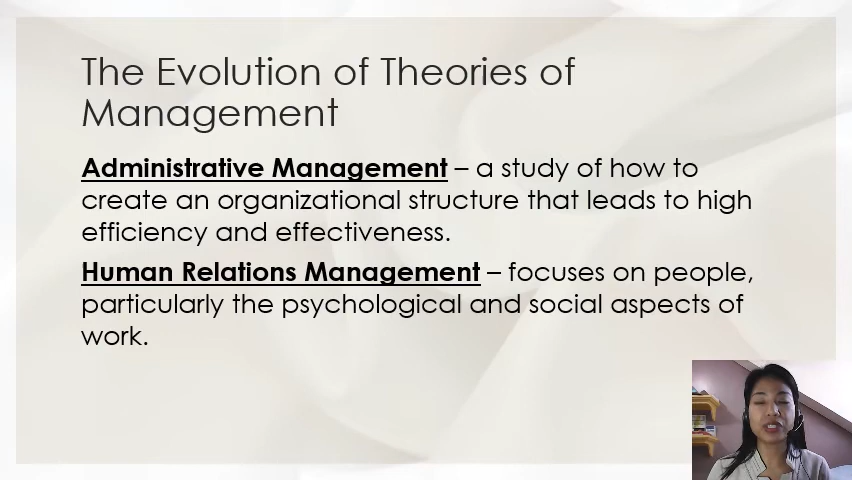 The Evolution of Theories of
Management
Administrative Management – a study of how to
create an organizational structure that leads to high
efficiency and effectiveness.
Human Relations Management – focuses on people,
particularly the psychological and social aspects of
work.